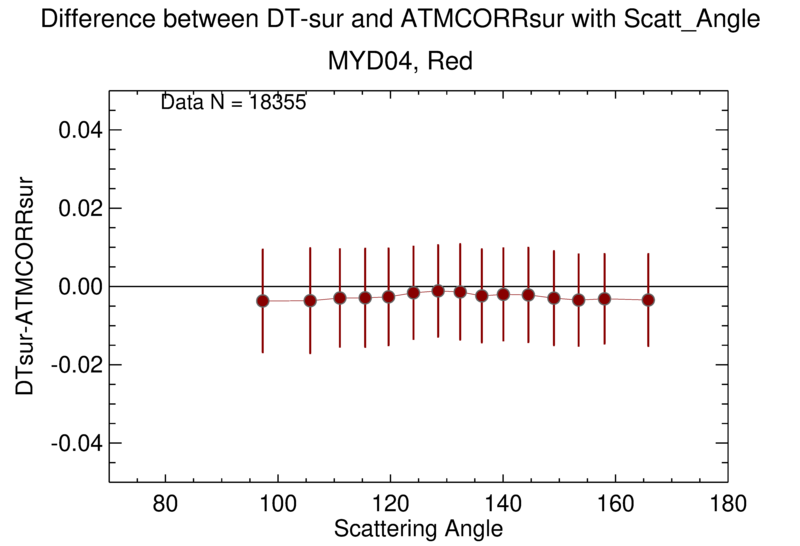 Difference between DT-sur and ATMCORRsur with Scatt_Angle
MYD04, Red
Data N = 18355
0.04
0.02
0.00
-0.02
-0.04
DTsur-ATMCORRsur
80 100 120 140 160 180
Scattering Angle